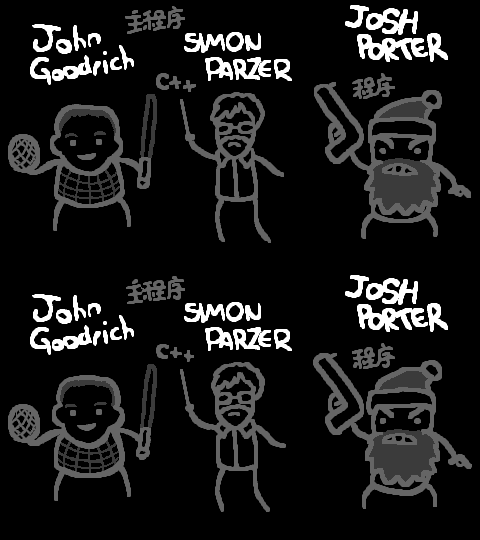 主程序
John
Goodrich
SIMON
PARZER
C++
JOSH
PORTER
程序
主程序
John
Goodrich
SIMON
PARZER
C++
JOSH
PORTER
程序